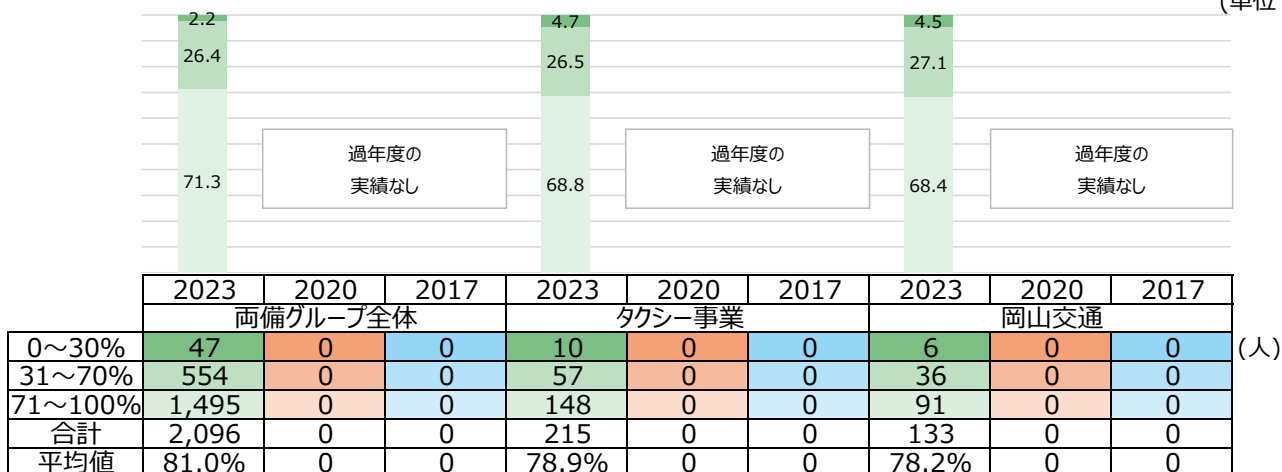 (単位
2.2 4.7 4.5
26.4 26.5 27.1
過年度の 過年度の 過年度の
実績なし 実績なし 実績なし
71.3 68.8 68.4
2023 2020 2017 2023 2020 2017 2023 2020 2017
両備グループ全体 タクシー事業 岡山交通
0～30% 47 0 0 10 0 0 6 0 0 (人)
31～70% 554 0 0 57 0 0 36 0 0
71～100% 1,495 0 0 148 0 0 91 0 0
合計 2,096 0 0 215 0 0 133 0 0
平均値 81.0% 0 0 78.9% 0 0 78.2% 0 0